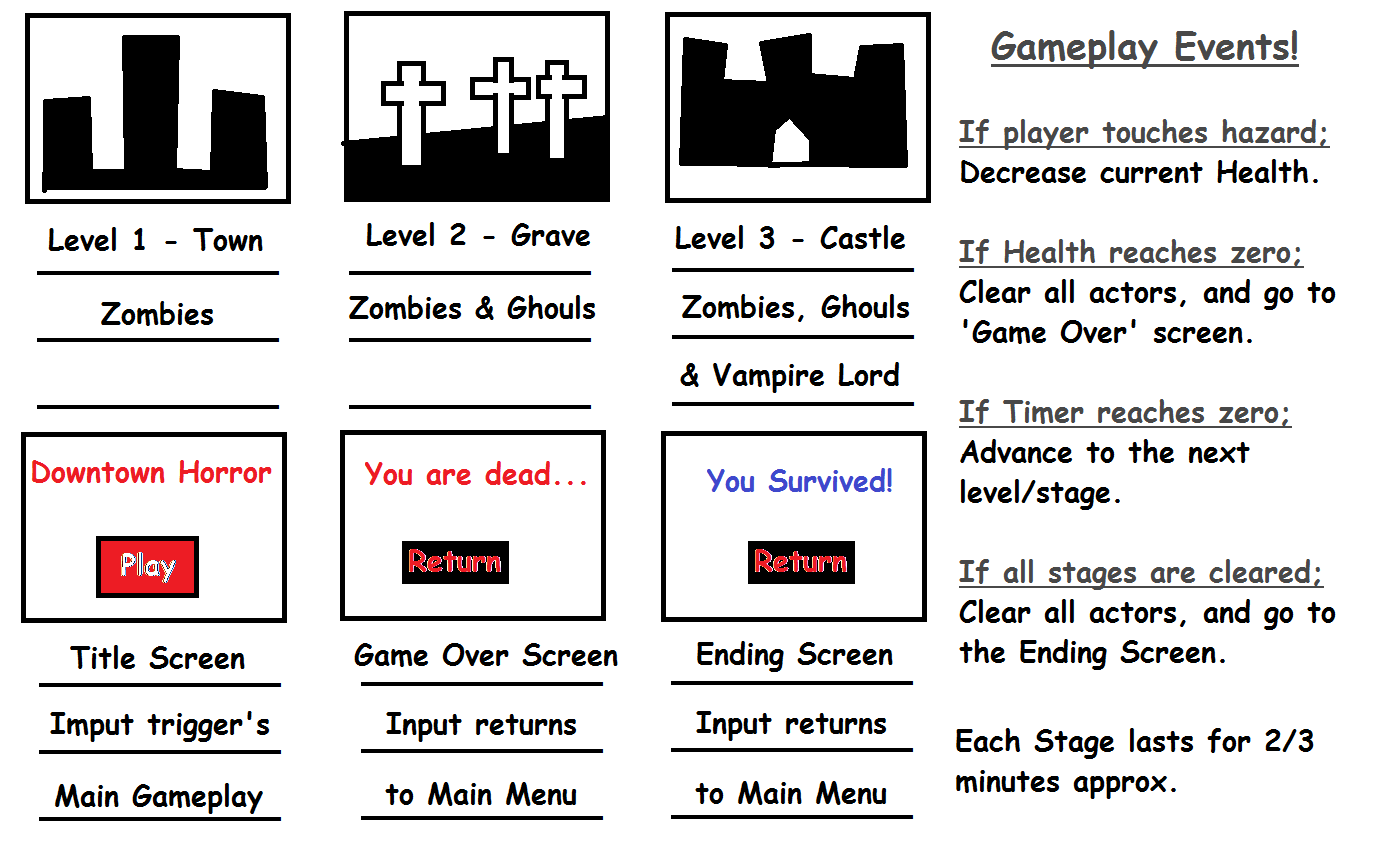 Level 1 - Town
Zombies
Level 2 - Grave
Zombies & Ghouls
Level 3 - Castle
Zombies, Ghouls
& Vampire Lord
Downtown Horror
Play
Title Screen
Imput trigger's
Main Gameplay
You are dead...
Return
Game Over Screen
Input returns
to Main Menu
You Survived!
Return
Ending Screen
Input returns
to Main Menu
Gameplay Events!
If player touches hazard;
Decrease current Health.
If Health reaches zero;
Clear all actors, and go to
'Game Over' screen.
If Timer reaches zero;
Advance to the next
level/stage.
If all stages are cleared;
Clear all actors, and go to
the Ending Screen.
Each Stage lasts for 2/3
minutes approx.